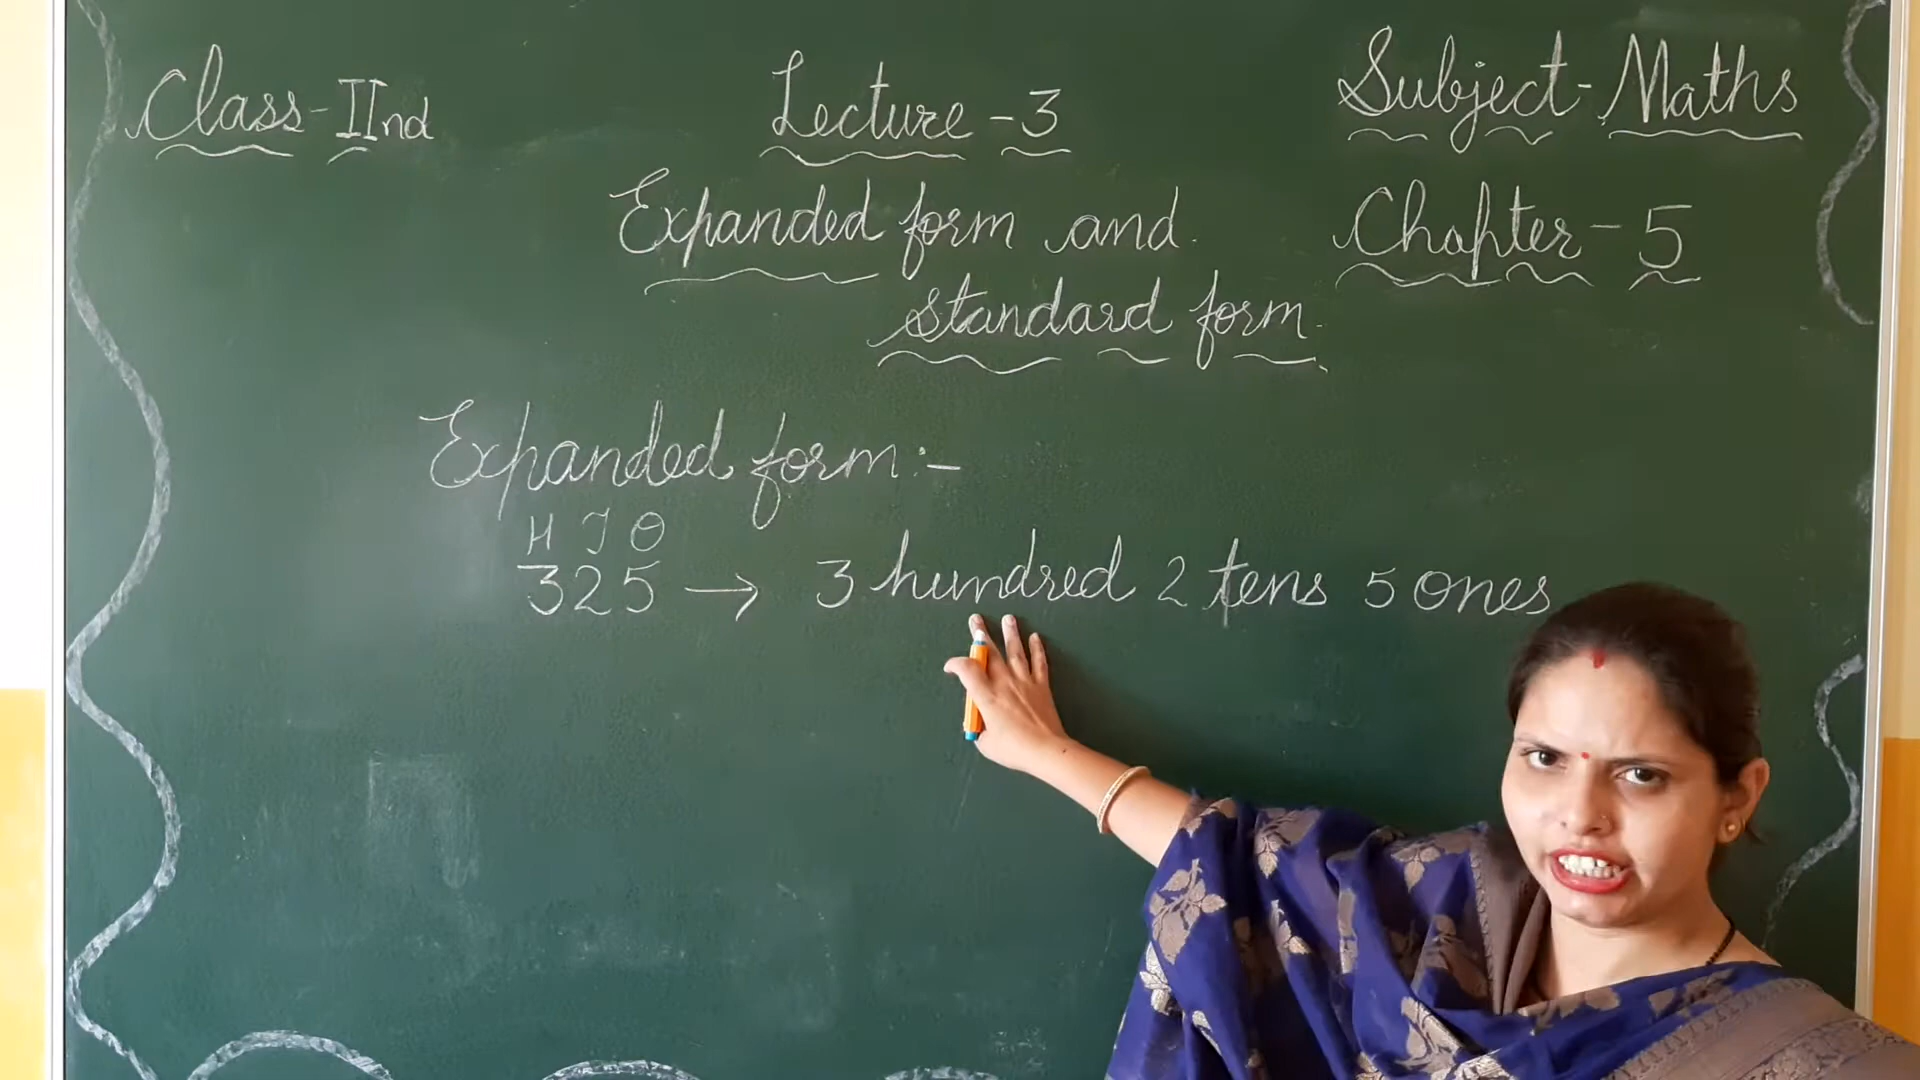 Class-IInd
Lecture -3
Subject-Maths
Expanded form and
Chapter-5
standard form.
Expanded form:-
H T O
325 → 3 hundred 2 tens 5 ones